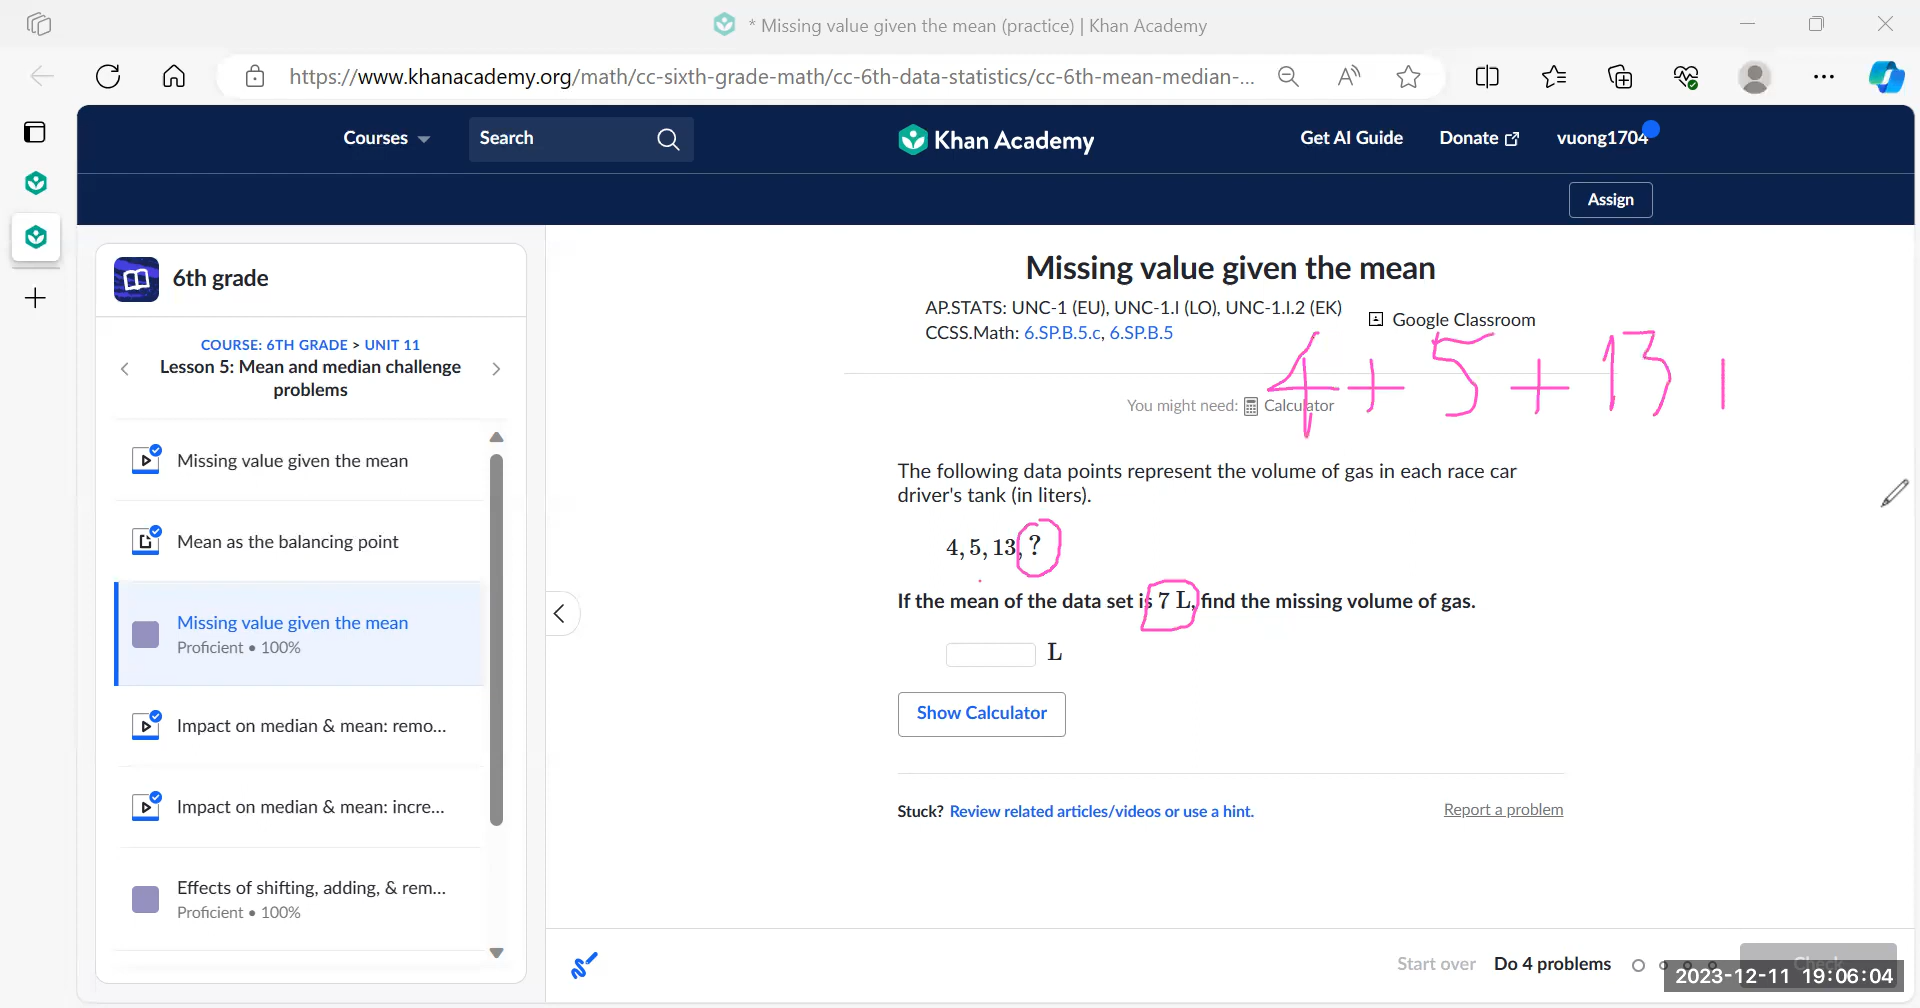 * Missing value given the mean (practice) | Khan Academy
https://www.khanacademy.org/math/cc-sixth-grade-math/cc-6th-data-statistics/cc-6th-mean-median-...
Courses
Search
Khan Academy
Get AI Guide
Donate
vuong1704
Assign
6th grade
COURSE: 6TH GRADE > UNIT 11
Lesson 5: Mean and median challenge
problems
Missing value given the mean
Mean as the balancing point
Missing value given the mean
Proficient • 100%
Impact on median & mean: remo...
Impact on median & mean: incre...
Effects of shifting, adding, & rem...
Proficient • 100%
Missing value given the mean
AP.STATS: UNC-1 (EU), UNC-1.I (LO), UNC-1.I.2 (EK)
CCSS.Math: 6.SP.B.5.c, 6.SP.B.5
Google Classroom
4+5+13
You might need: Calculator
The following data points represent the volume of gas in each race car
driver's tank (in liters).
4, 5, 13, ?
If the mean of the data set is 7 L, find the missing volume of gas.
L
Show Calculator
Stuck? Review related articles/videos or use a hint.
Report a problem
Start over
Do 4 problems
Check
2023-12-11 19:06:04